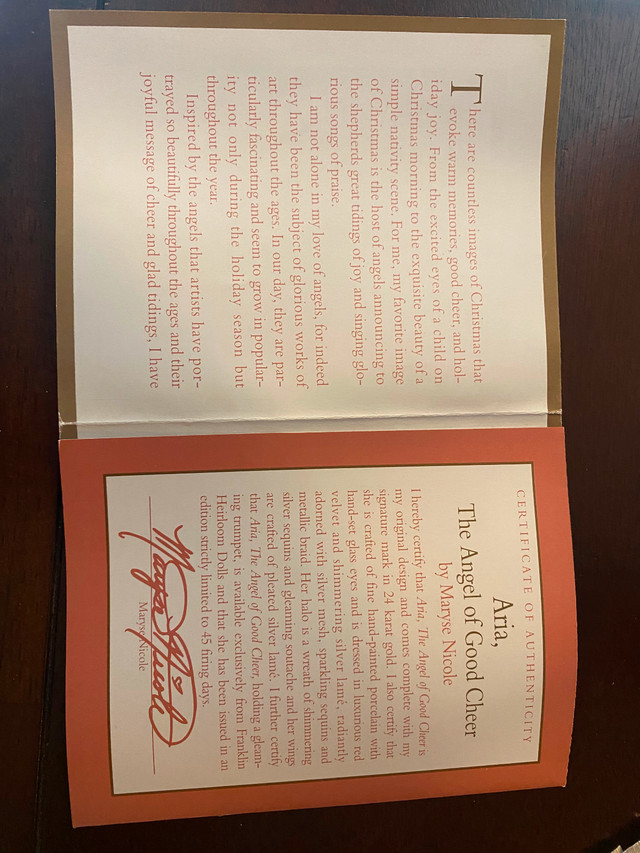 There are countless images of Christmas that
evoke warm memories, good cheer, and hol-
iday joy. From the excited eyes of a child on
Christmas morning to the exquisite beauty of a
simple nativity scene. For me, my favorite image
of Christmas is the host of angels announcing to
the shepherds great tidings of joy and singing glo-
rious songs of praise.
I am not alone in my love of angels, for indeed
they have been the subject of glorious works of
art throughout the ages. In our day, they are par-
ticularly fascinating and seem to grow in popular-
ity not only during the holiday season but
throughout the year.
Inspired by the angels that artists have por-
trayed so beautifully throughout the ages and their
joyful message of cheer and glad tidings, I have
CERTIFICATE OF AUTHENTICITY
Aria,
The Angel of Good Cheer
by Maryse Nicole
I hereby certify that Aria, The Angel of Good Cheer is
my original design and comes complete with my
signature mark in 24 karat gold. I also certify that
she is crafted of fine hand-painted porcelain with
hand-set glass eyes and is dressed in luxurious red
velvet and shimmering silver lamé, radiantly
adorned with silver mesh, sparkling sequins and
metallic braid. Her halo is a wreath of shimmering
silver sequins and gleaming soutache and her wings
are crafted of pleated silver lamé. I further certify
that Aria, The Angel of Good Cheer, holding a gleam-
ing trumpet, is available exclusively from Franklin
Heirloom Dolls and that she has been issued in an
edition strictly limited to 45 firing days.
Maryse Nicole
Maryse Nicole